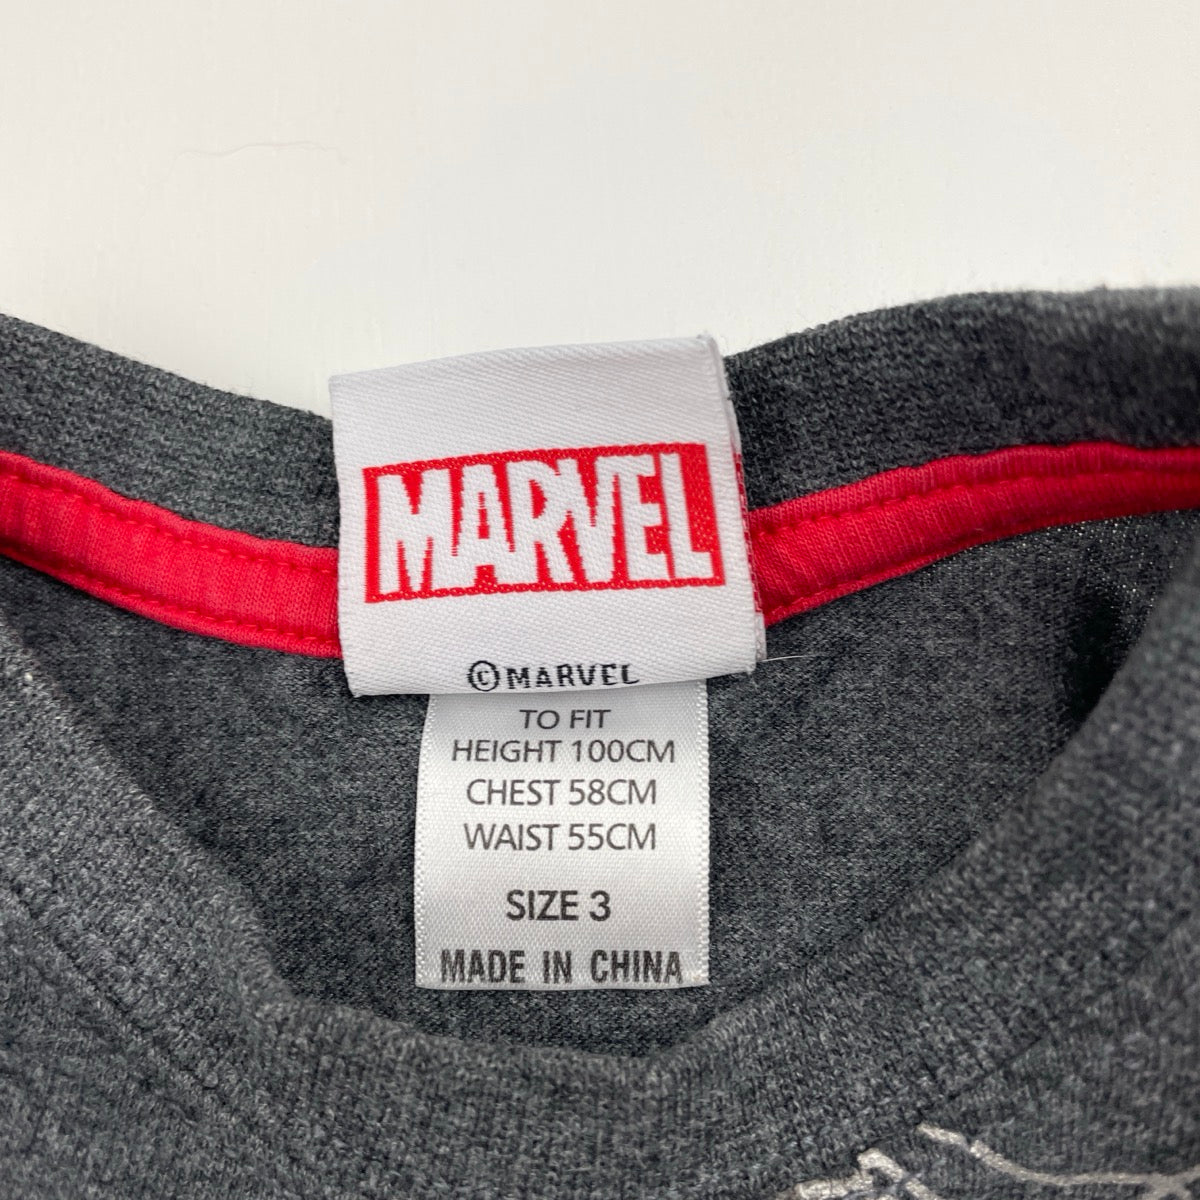 MARVEL
©MARVEL
TO FIT
HEIGHT 100CM
CHEST 58CM
WAIST 55CM
SIZE 3
MADE IN CHINA